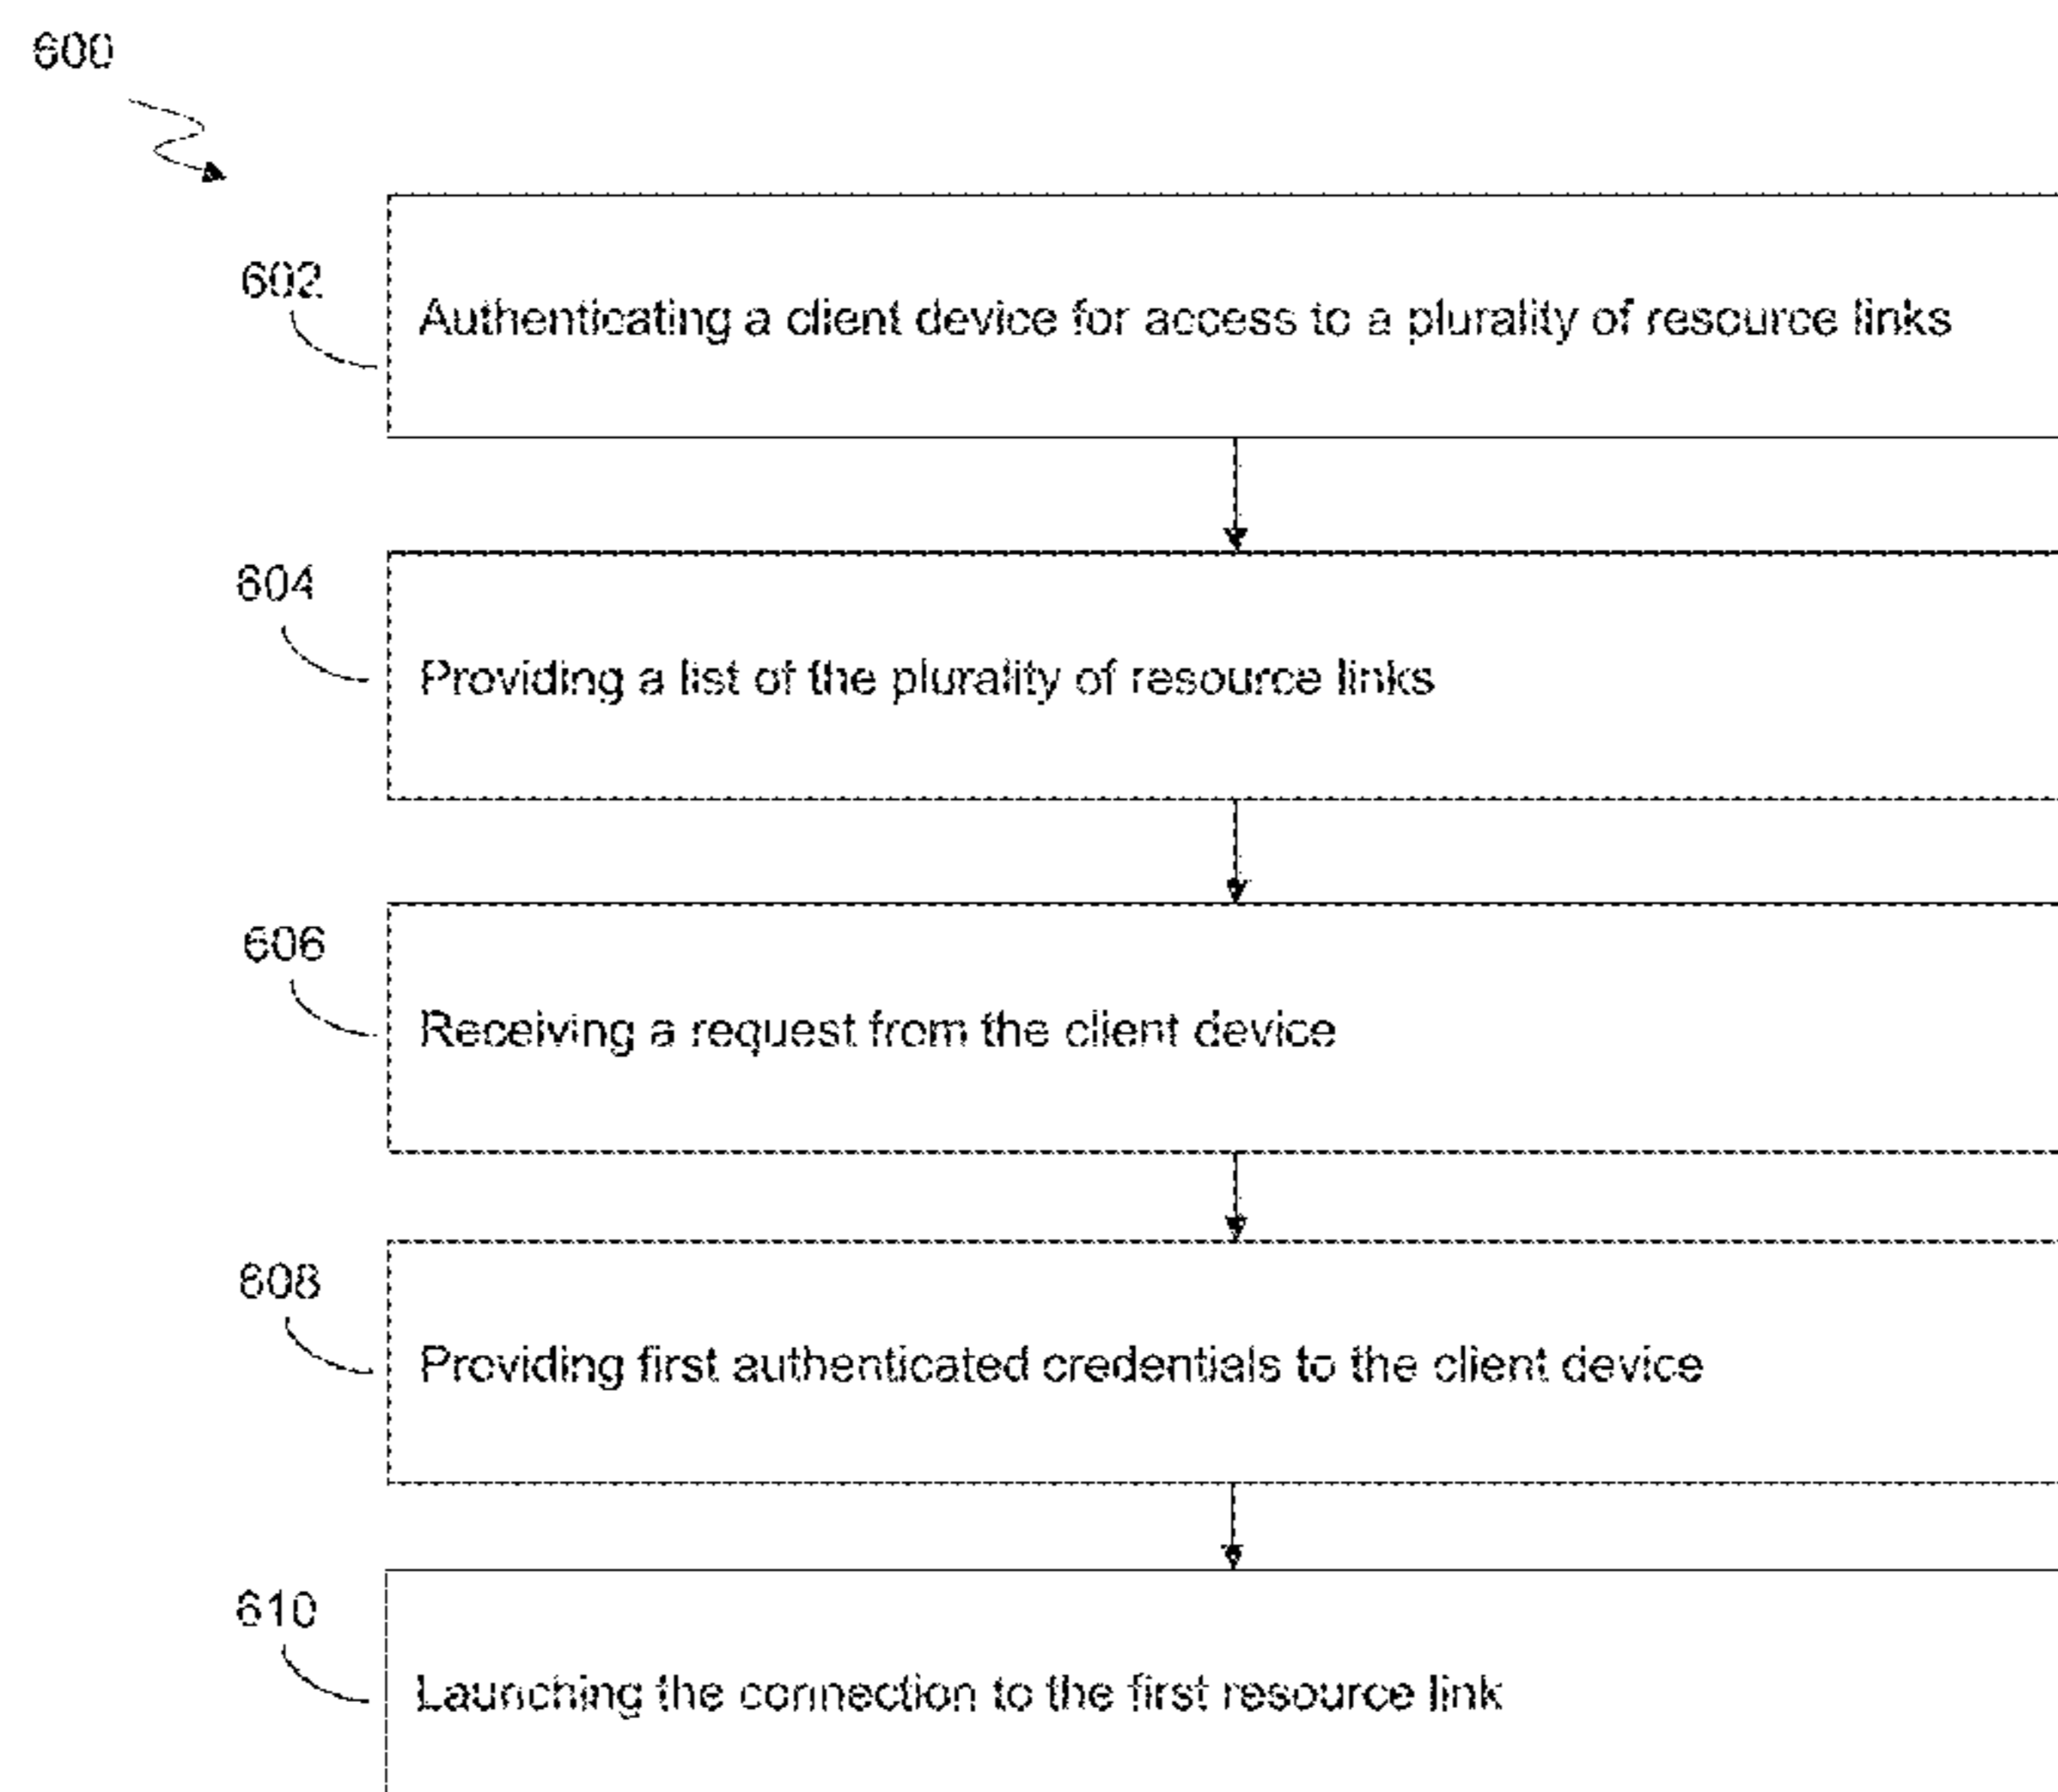 600
602
Authenticating a client device for access to a plurality of resource links
604
Providing a list of the plurality of resource links
606
Receiving a request from the client device
608
Providing first authenticated credentials to the client device
610
Launching the connection to the first resource link